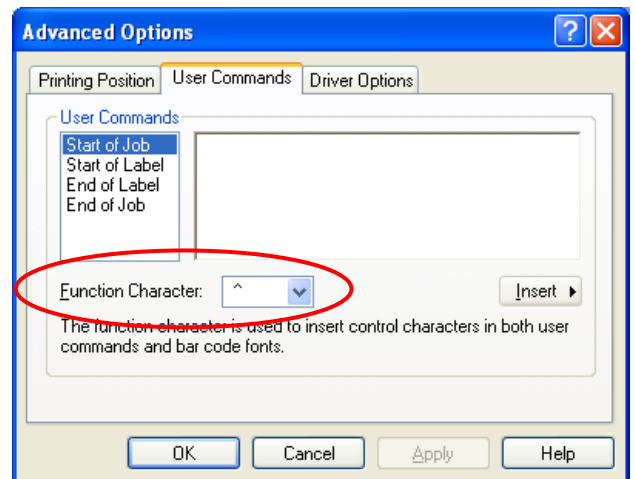 Advanced Options
Printing Position User Commands Driver Options
User Commands
Start of Job
Start of Label
End of Label
End of Job
Function Character: ^
Insert
The function character is used to insert control characters in both user
commands and bar code fonts.
OK Cancel Apply Help